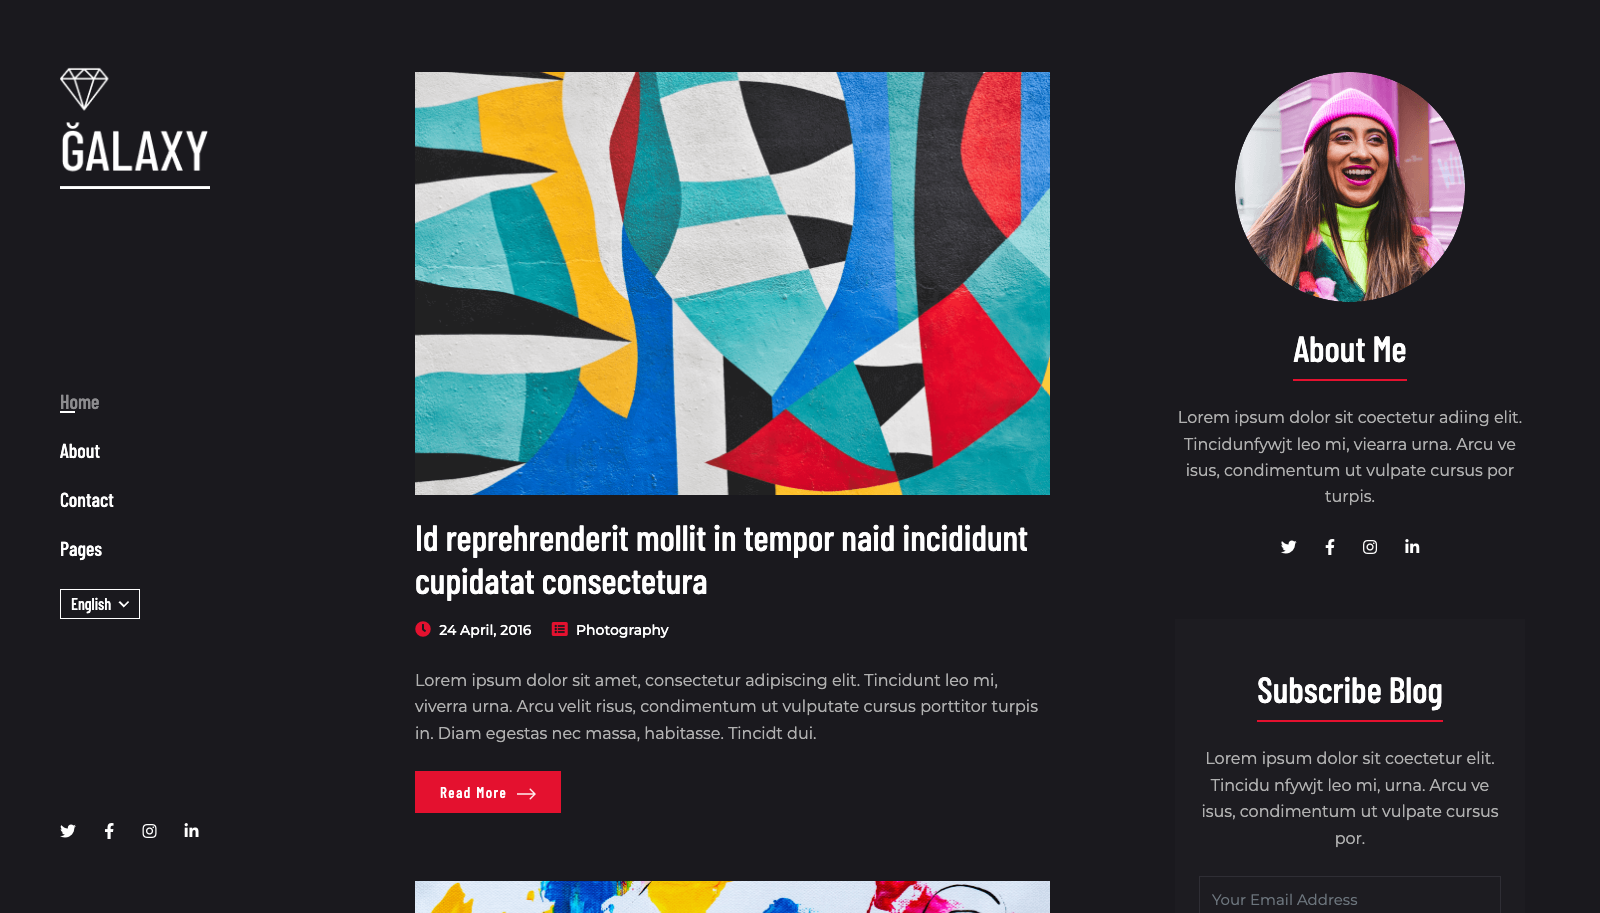 ĞALAXY
Home
About
Contact
Pages
English
Id reprehrenderit mollit in tempor naid incididunt
cupidatat consectetura
24 April, 2016 Photography
Lorem ipsum dolor sit amet, consectetur adipiscing elit. Tincidunt leo mi,
viverra urna. Arcu velit risus, condimentum ut vulputate cursus porttitor turpis
in. Diam egestas nec massa, habitasse. Tincidt dui.
Read More
About Me
Lorem ipsum dolor sit coectetur adiing elit.
Tincidunfywjt leo mi, viearra urna. Arcu ve
isus, condimentum ut vulpate cursus por
turpis.
Subscribe Blog
Lorem ipsum dolor sit coectetur elit.
Tincidu nfywjt leo mi, urna. Arcu ve
isus, condimentum ut vulpate cursus
por.
Your Email Address